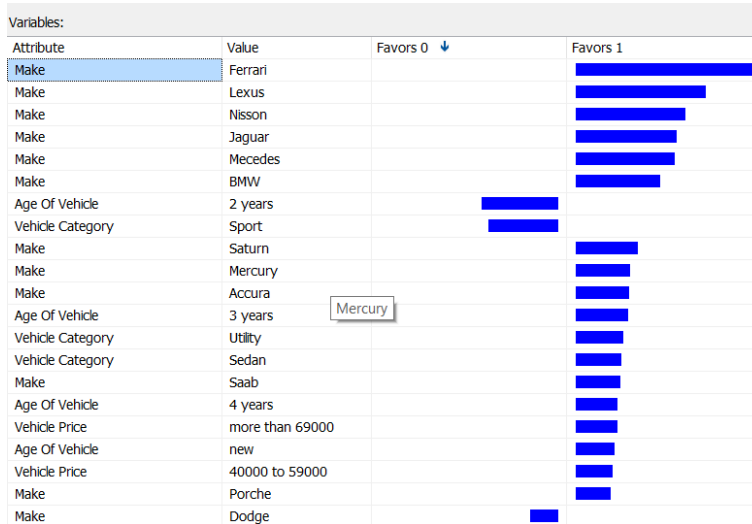 Variables:
Attribute Value Favors 0 Favors 1
Make Ferrari
Make Lexus
Make Nisson
Make Jaguar
Make Mecedes
Make BMW
Age Of Vehicle 2 years
Vehicle Category Sport
Make Saturn
Make Mercury
Make Accura
Mercury
Age Of Vehicle 3 years
Vehicle Category Utility
Vehicle Category Sedan
Make Saab
Age Of Vehicle 4 years
Vehicle Price more than 69000
Age Of Vehicle new
Vehicle Price 40000 to 59000
Make Porche
Make Dodge